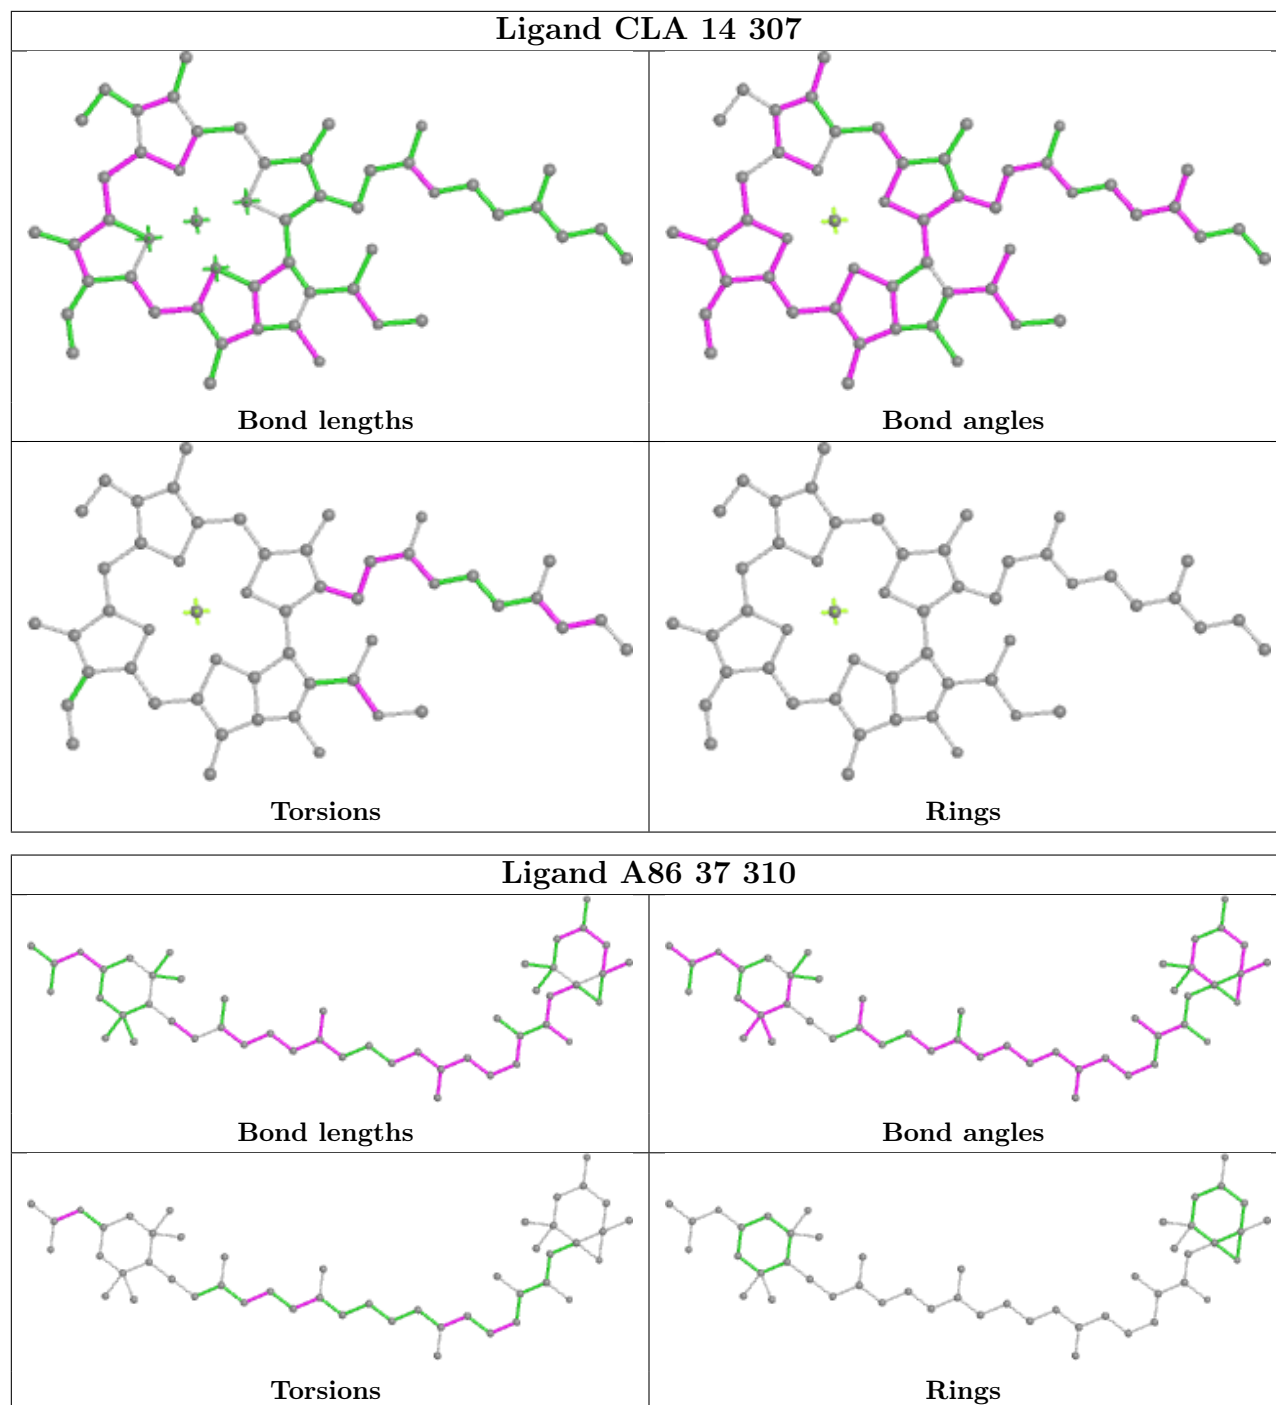 Ligand CLA 14 307
Bond lengths
Bond angles
Torsions
Rings
Ligand A86 37 310
Bond lengths
Bond angles
Torsions
Rings